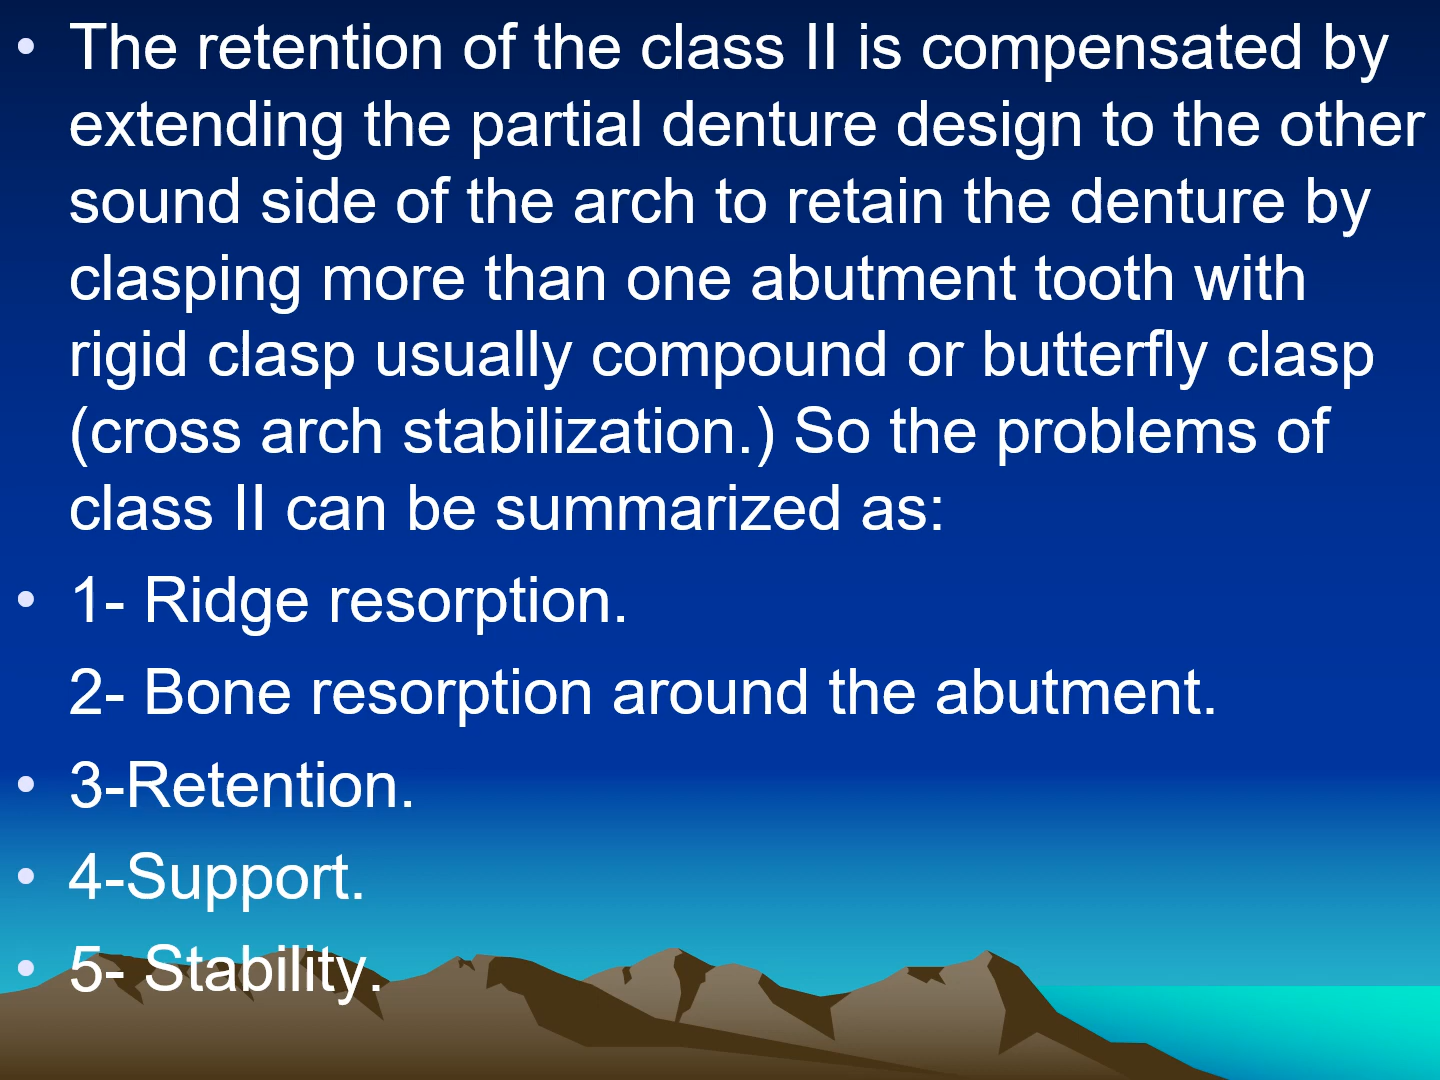 • The retention of the class II is compensated by
extending the partial denture design to the other
sound side of the arch to retain the denture by
clasping more than one abutment tooth with
rigid clasp usually compound or butterfly clasp
(cross arch stabilization.) So the problems of
class II can be summarized as:
• 1- Ridge resorption.
2- Bone resorption around the abutment.
• 3-Retention.
• 4-Support.
• 5- Stability.